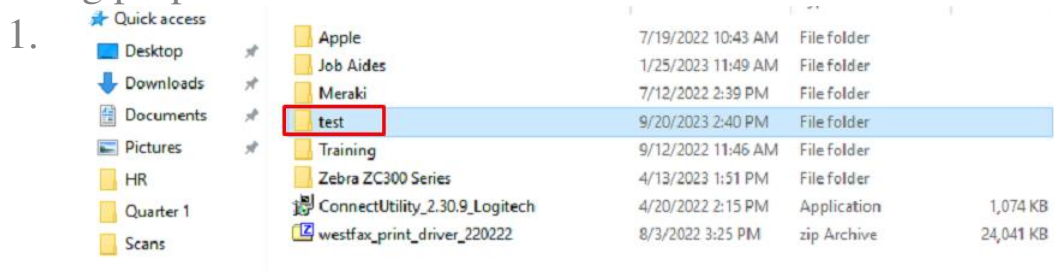 1.
Quick access
Desktop
Downloads
Documents
Pictures
HR
Quarter 1
Scans
Apple 7/19/2022 10:43 AM File folder
Job Aides 1/25/2023 11:49 AM File folder
Meraki 7/12/2022 2:39 PM File folder
test 9/20/2023 2:40 PM File folder
Training 9/12/2022 11:46 AM File folder
Zebra ZC300 Series 4/13/2023 1:51 PM File folder
ConnectUtility_2.30.9_Logitech 4/20/2022 2:15 PM Application 1,074 KB
westfax_print_driver_220222 8/3/2022 3:25 PM zip Archive 24,041 KB